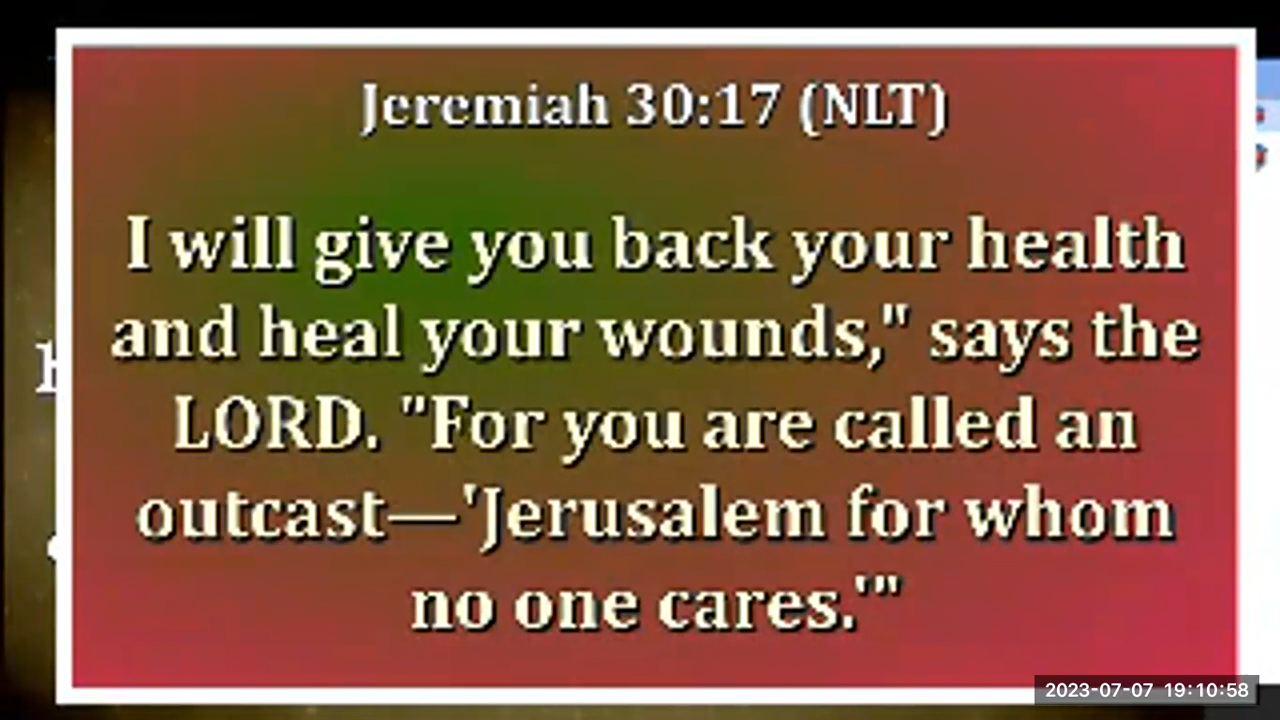 Jeremiah 30:17 (NLT)
I will give you back your health
and heal your wounds," says the
LORD. "For you are called an
outcast—'Jerusalem for whom
no one cares.'"
2023-07-07 19:10:58